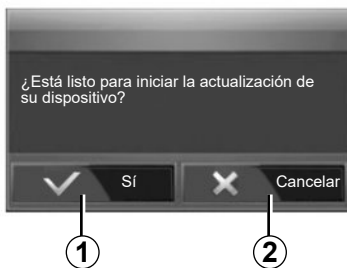 ¿Está listo para iniciar la actualización de
su dispositivo?
Sí
Cancelar
1
2